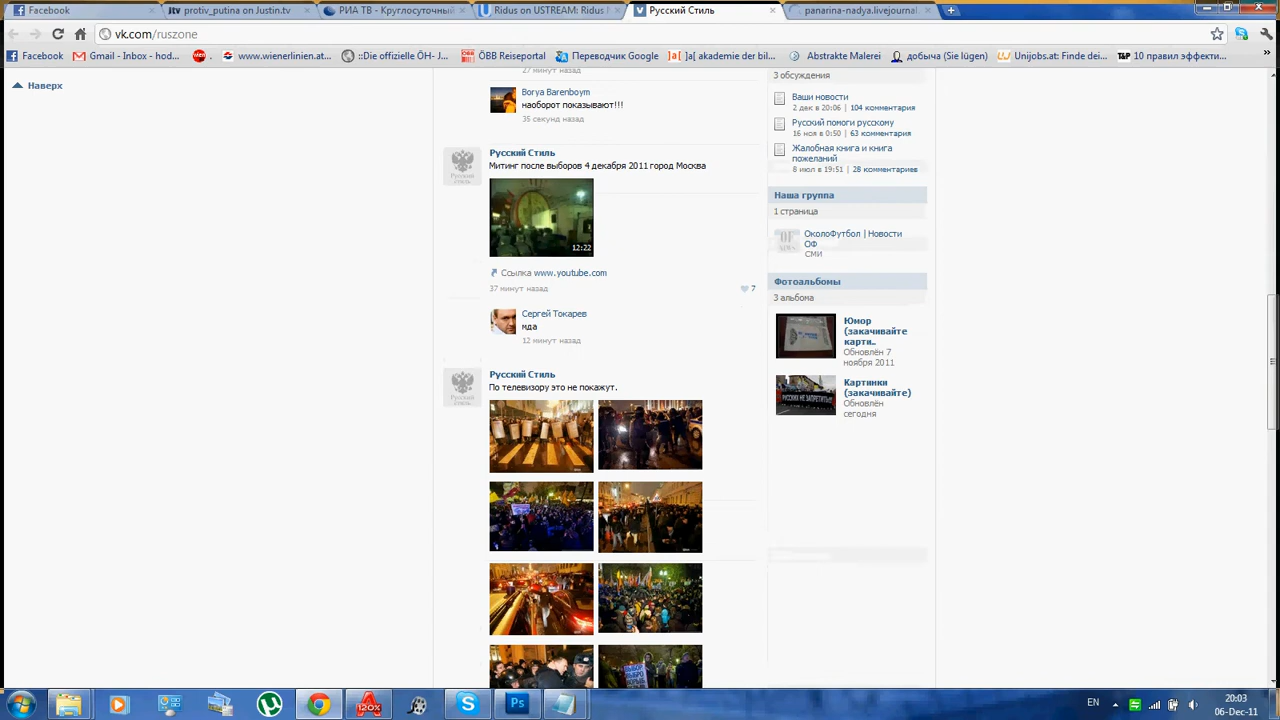 Facebook
protiv_putina on Justin.tv
РИА ТВ - Круглосуточный
Ridus on USTREAM: Ridus
Русский Стиль
panarina-nadya.livejournal.
vk.com/ruszone
Facebook
Gmail - Inbox - hod...
www.wienerlinien.at...
::Die offizielle ÖH- J...
ÖBB Reiseportal
Переводчик Google
]a[ akademie der bil...
Abstrakte Malerei
добыча (Sie lügen)
Unijobs.at: Finde dei...
10 правил эффекти...
Наверх
27 минут назад
Borya Barenboym
наоборот показывают!!!
35 секунд назад
Русский Стиль
Митинг после выборов 4 декабря 2011 город Москва
12:22
Ссылка www.youtube.com
37 минут назад
7
Сергей Токарев
мда
12 минут назад
Русский Стиль
По телевизору это не покажут.
3 обсуждения
Ваши новости
2 дек в 20:06 | 104 комментария
Русский помоги русскому
16 ноя в 0:50 | 63 комментария
Жалобная книга и книга
пожеланий
8 июл в 19:51 | 28 комментариев
Наша группа
1 страница
ОколоФутбол | Новости
ОФ
СМИ
Фотоальбомы
3 альбома
Юмор
(закачивайте
карти..
Обновлён 7
ноября 2011
Картинки
(закачивайте)
Обновлён
сегодня
РУССКИХ НЕ ЗАПРЕТИТЬ!
EN
20:03
06-Dec-11